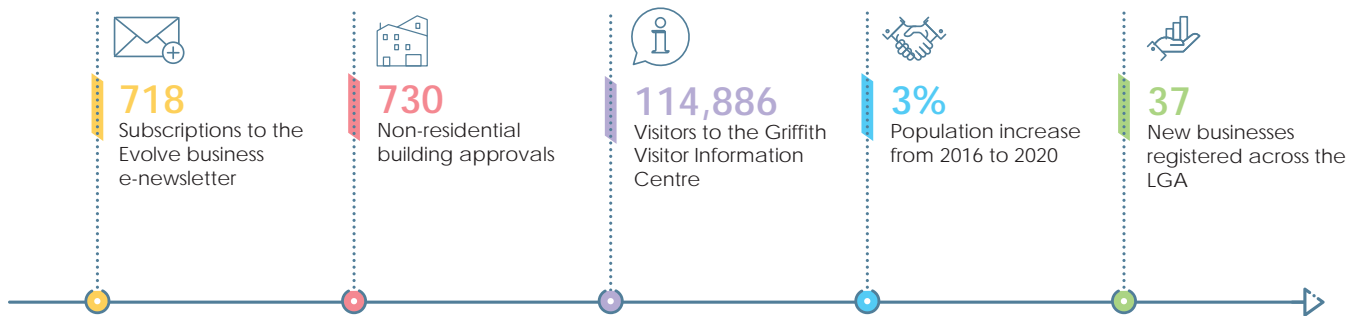 718
Subscriptions to the
Evolve business
e-newsletter
730
Non-residential
building approvals
114,886
Visitors to the Griffith
Visitor Information
Centre
3%
Population increase
from 2016 to 2020
37
New businesses
registered across the
LGA